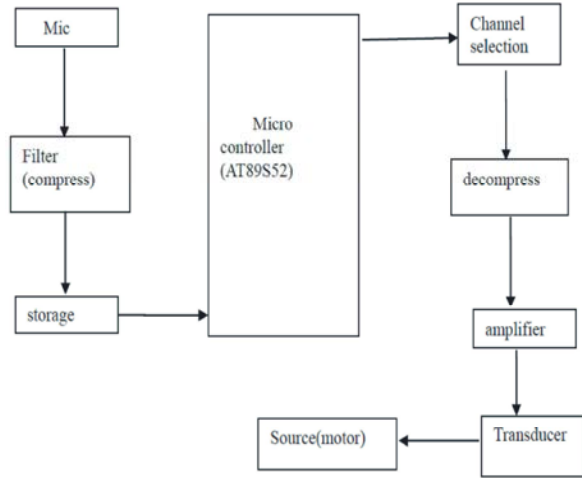 Mic
Filter
(compress)
storage
Micro
controller
(AT89S52)
Channel
selection
decompress
amplifier
Transducer
Source(motor)